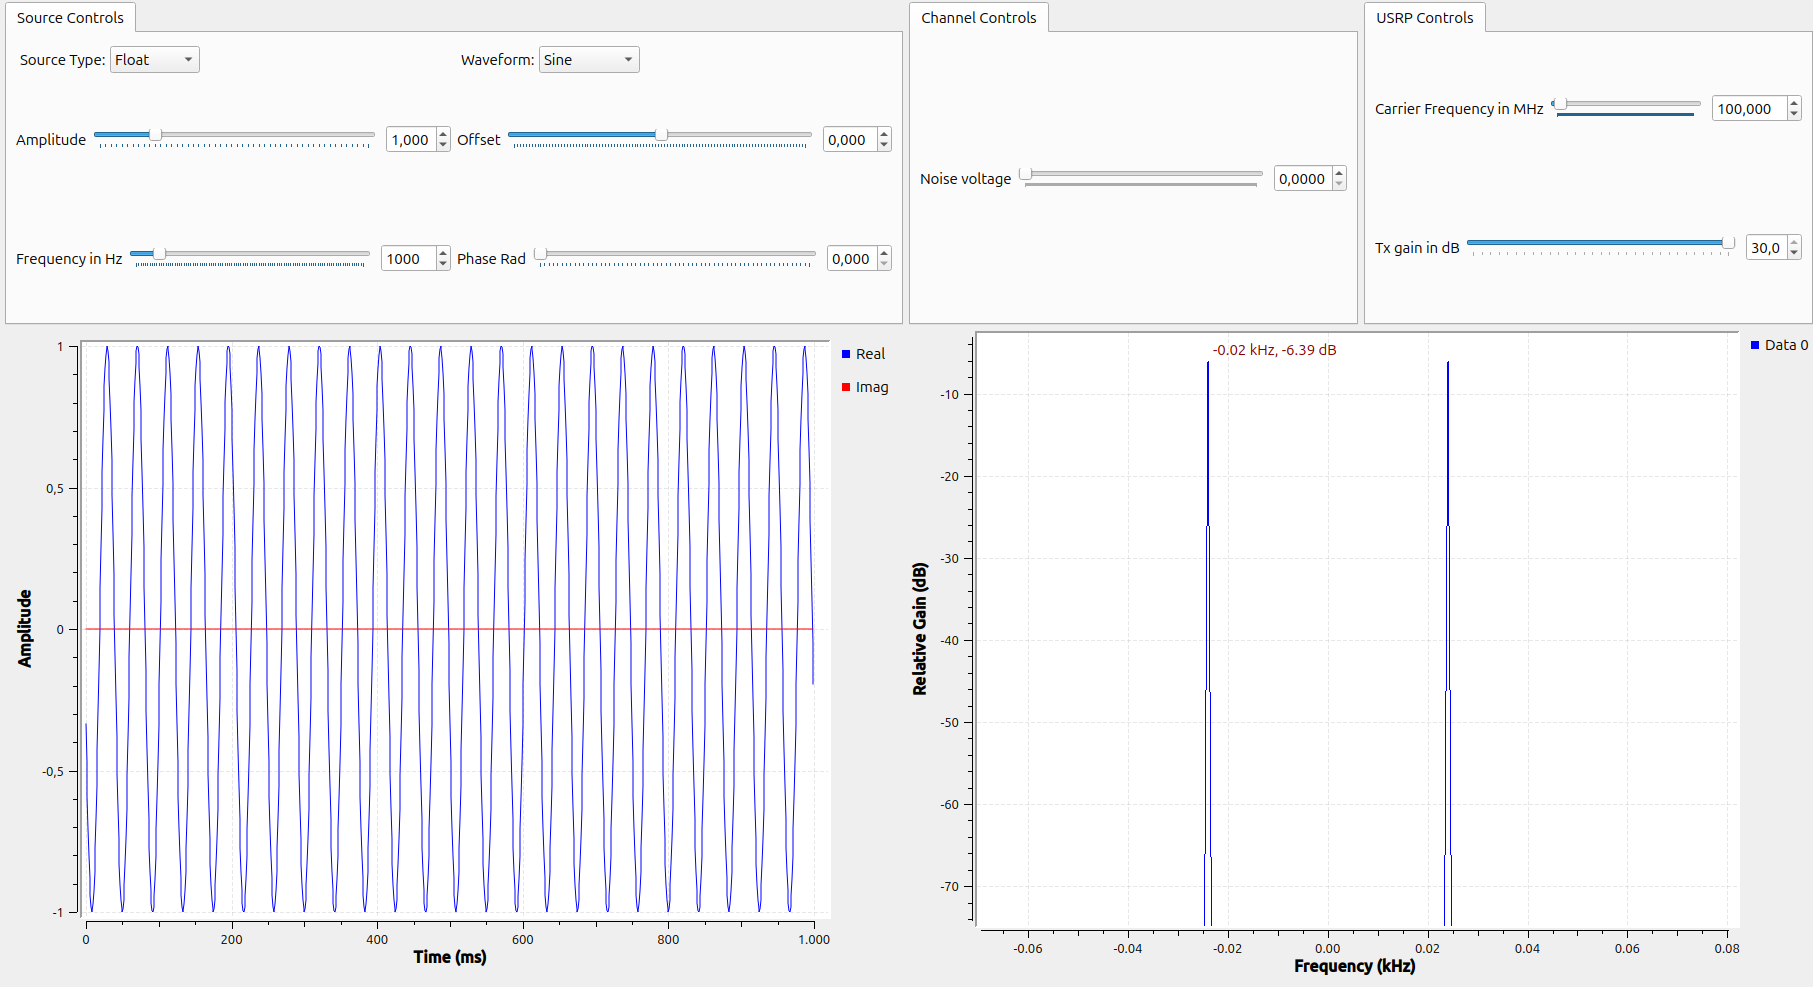 Source Controls
Source Type: Float
Waveform: Sine
Amplitude 1,000
Offset 0,000
Frequency in Hz 1000
Phase Rad 0,000
Channel Controls
Noise voltage 0,0000
USRP Controls
Carrier Frequency in MHz 100,000
Tx gain in dB 30,0
1
0,5
0
-0,5
-1
Amplitude
0 200 400 600 800 1.000
Time (ms)
Real
Imag
-0.02 kHz, -6.39 dB
-10
-20
-30
-40
-50
-60
-70
Relative Gain (dB)
-0.06 -0.04 -0.02 0.00 0.02 0.04 0.06 0.08
Frequency (kHz)
Data 0